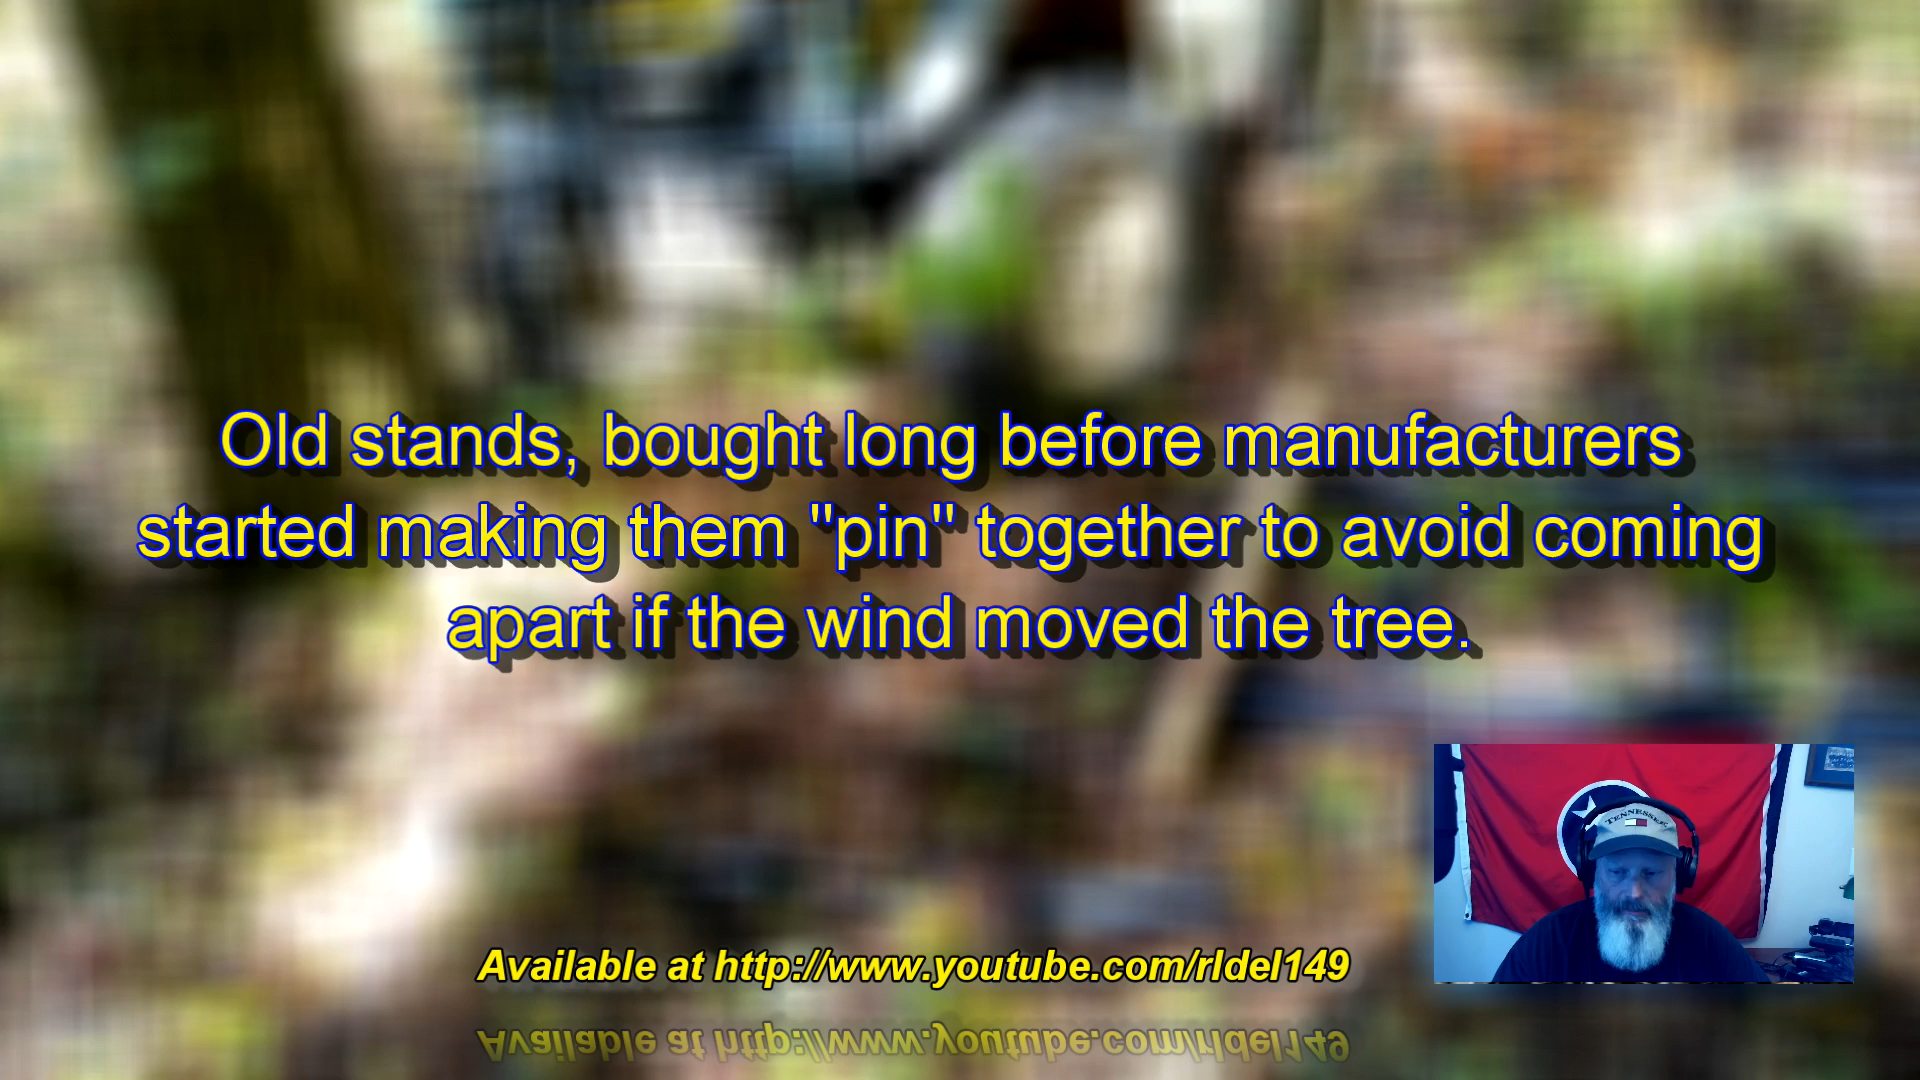 Old stands, bought long before manufacturers
started making them "pin" together to avoid coming
apart if the wind moved the tree.
TENNESSEE
Available at http://www.youtube.com/rldel149
Available at http://www.youtube.com/rldel149